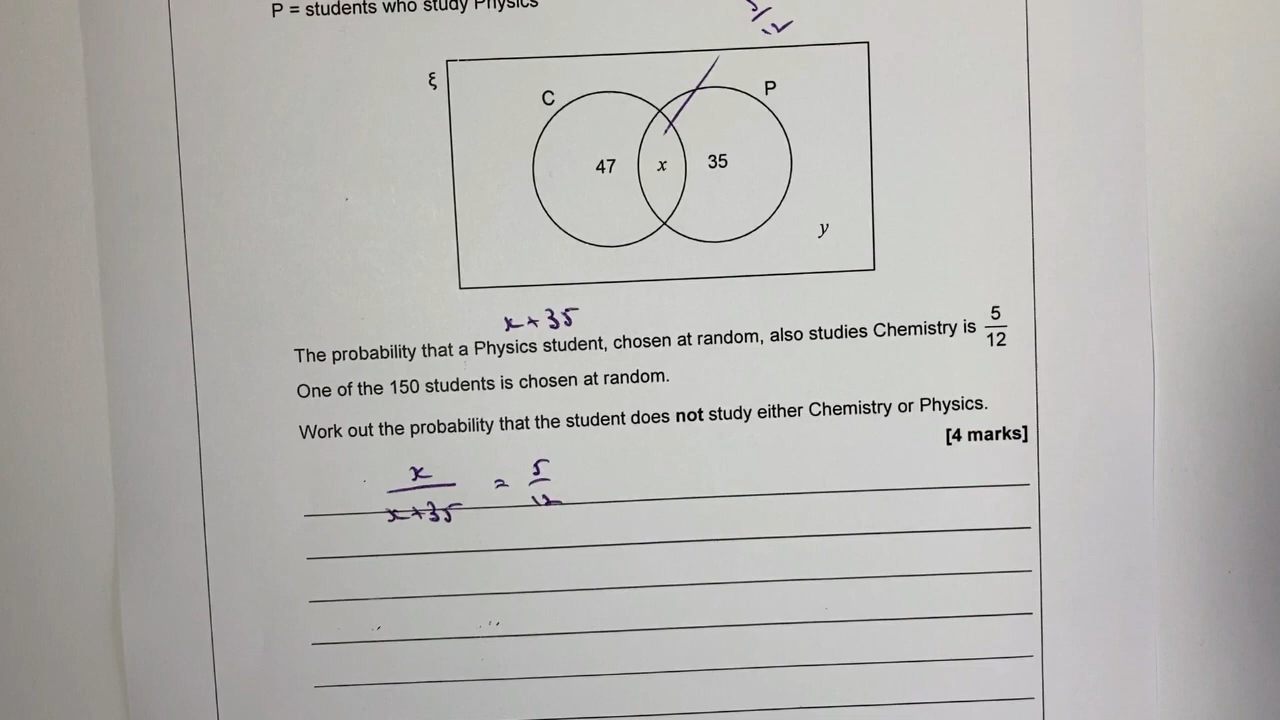 P = students who study Physics
5/12
ξ
C
P
47
x
35
y
x+35
The probability that a Physics student, chosen at random, also studies Chemistry is 5/12
One of the 150 students is chosen at random.
Work out the probability that the student does not study either Chemistry or Physics.
[4 marks]
x/x+35 = 5/12